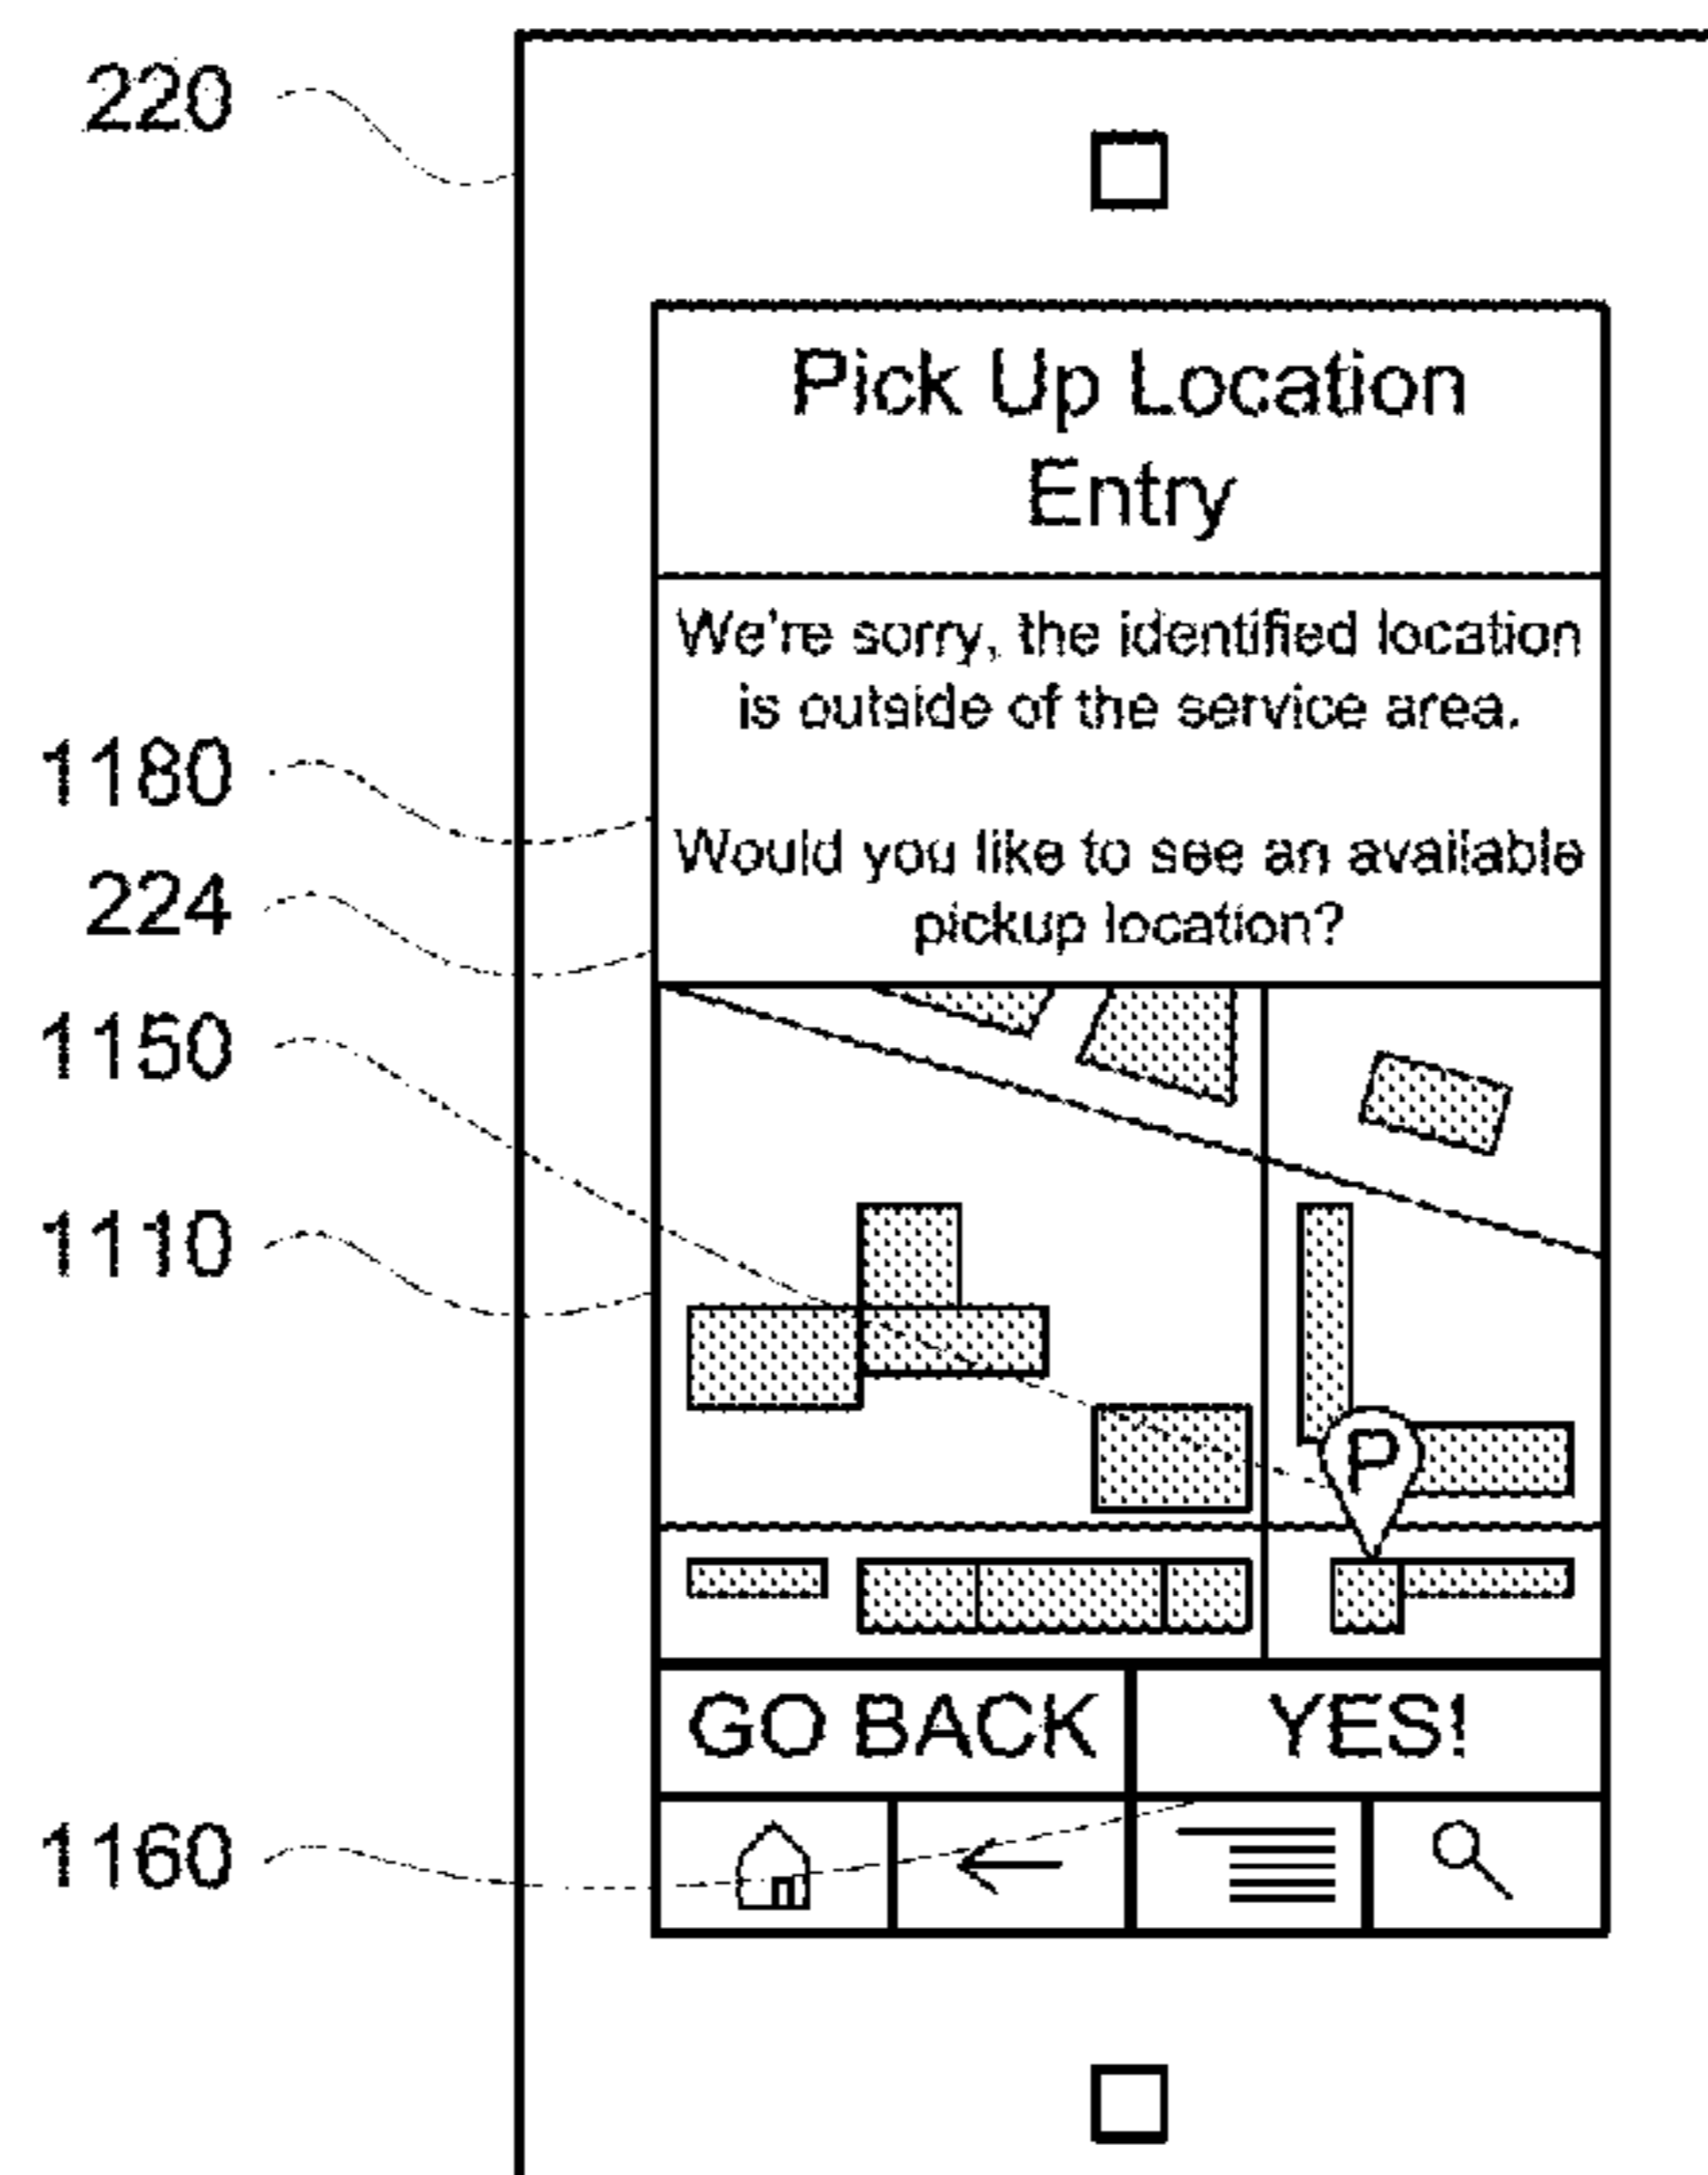 220
Pick Up Location
Entry
We're sorry, the identified location
is outside of the service area.
1180
Would you like to see an available
224
pickup location?
1150
1110
P
GO BACK YES!
1160